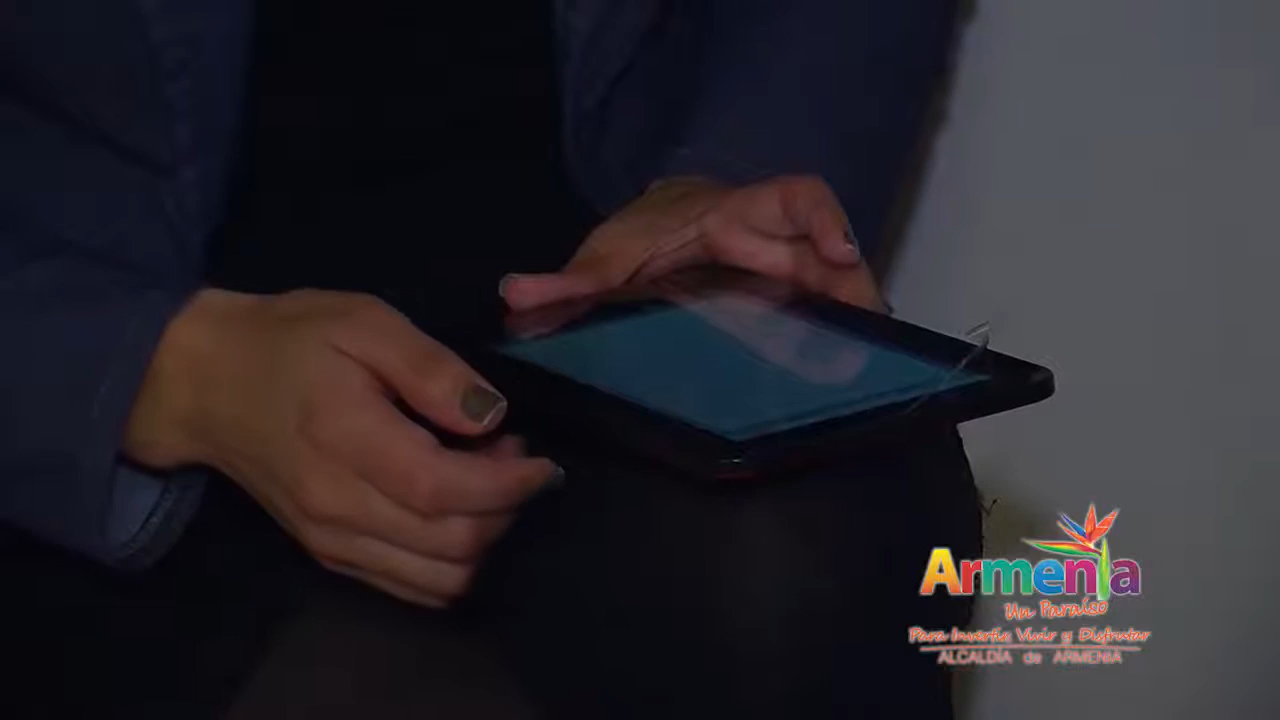 Armenia
Un Paraíso
Para Invertir, Vivir y Disfrutar
ALCALDÍA de ARMENIA